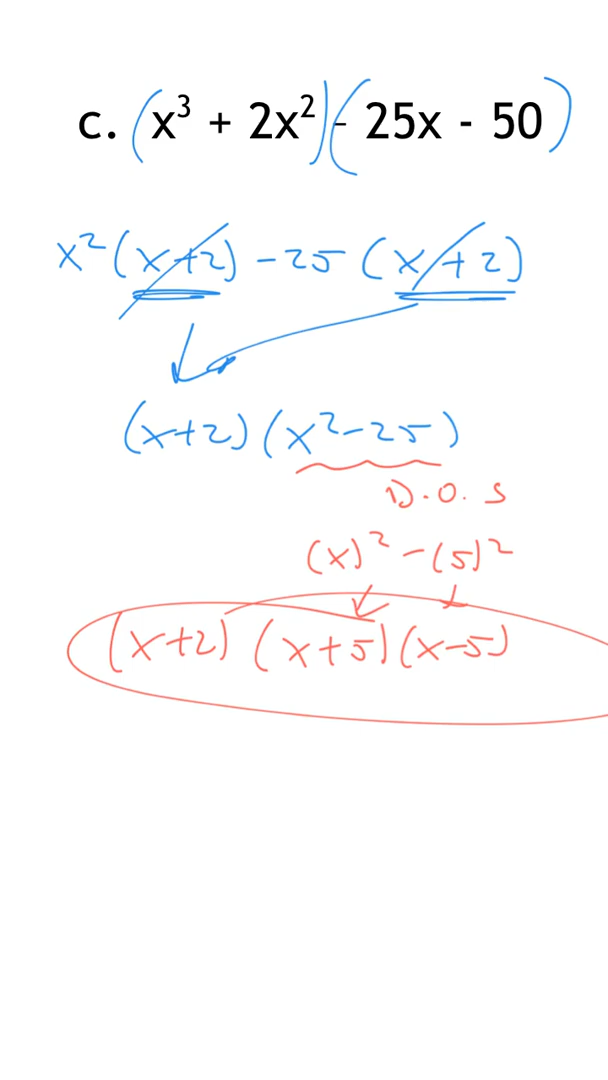 c. (x³ + 2x²) (- 25x - 50)
x² (x+2) - 25 (x+2)
(x+2) (x² - 25)
D.O.S
(x)² - (5)²
(x+2) (x+5) (x-5)